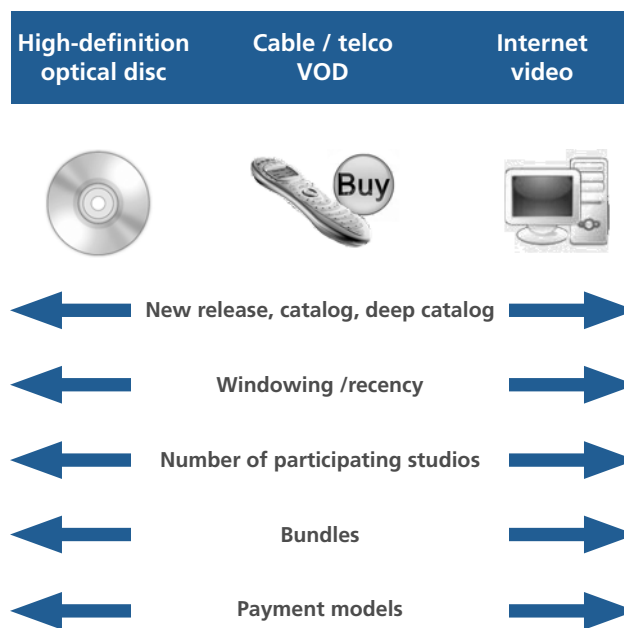 High-definition
optical disc
Cable / telco
VOD
Internet
video
Buy
New release, catalog, deep catalog
Windowing /recency
Number of participating studios
Bundles
Payment models